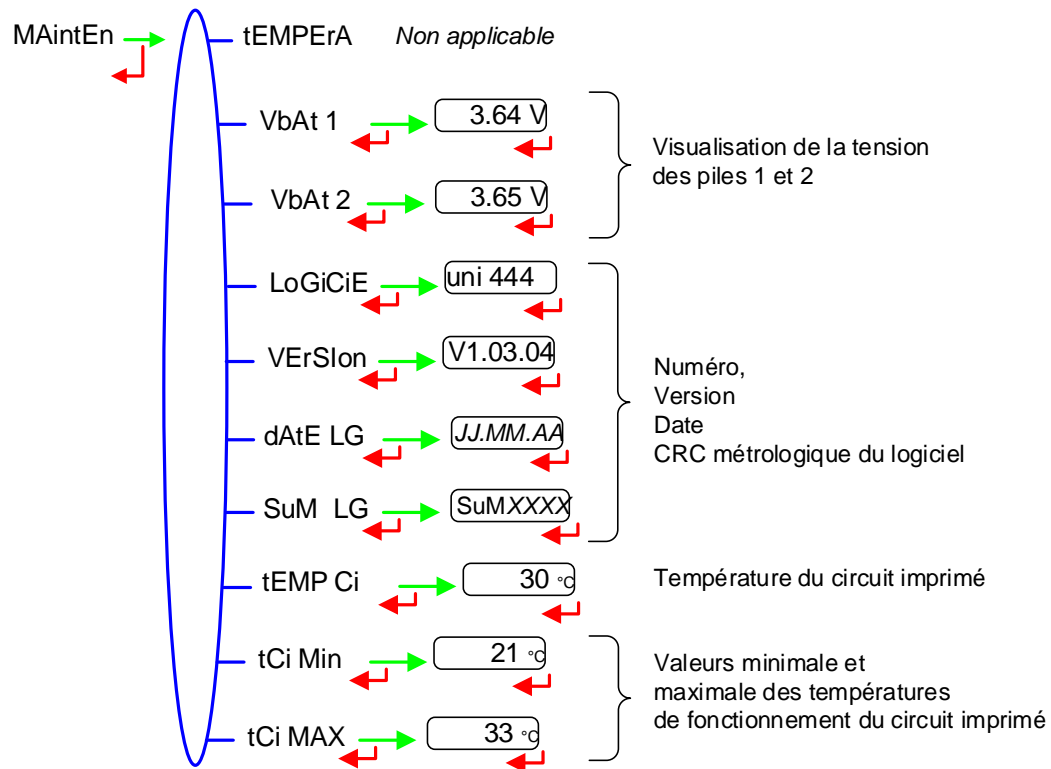 MAintEn
tEMPErA Non applicable
VbAt 1 3.64 V
VbAt 2 3.65 V
Visualisation de la tension
des piles 1 et 2
LoGiCiE uni 444
VErSIon V1.03.04
dAtE LG JJ.MM.AA
SuM LG SuMXXXX
Numéro,
Version
Date
CRC métrologique du logiciel
tEMP Ci 30 °C
Température du circuit imprimé
tCi Min 21 °C
tCi MAX 33 °C
Valeurs minimale et
maximale des températures
de fonctionnement du circuit imprimé